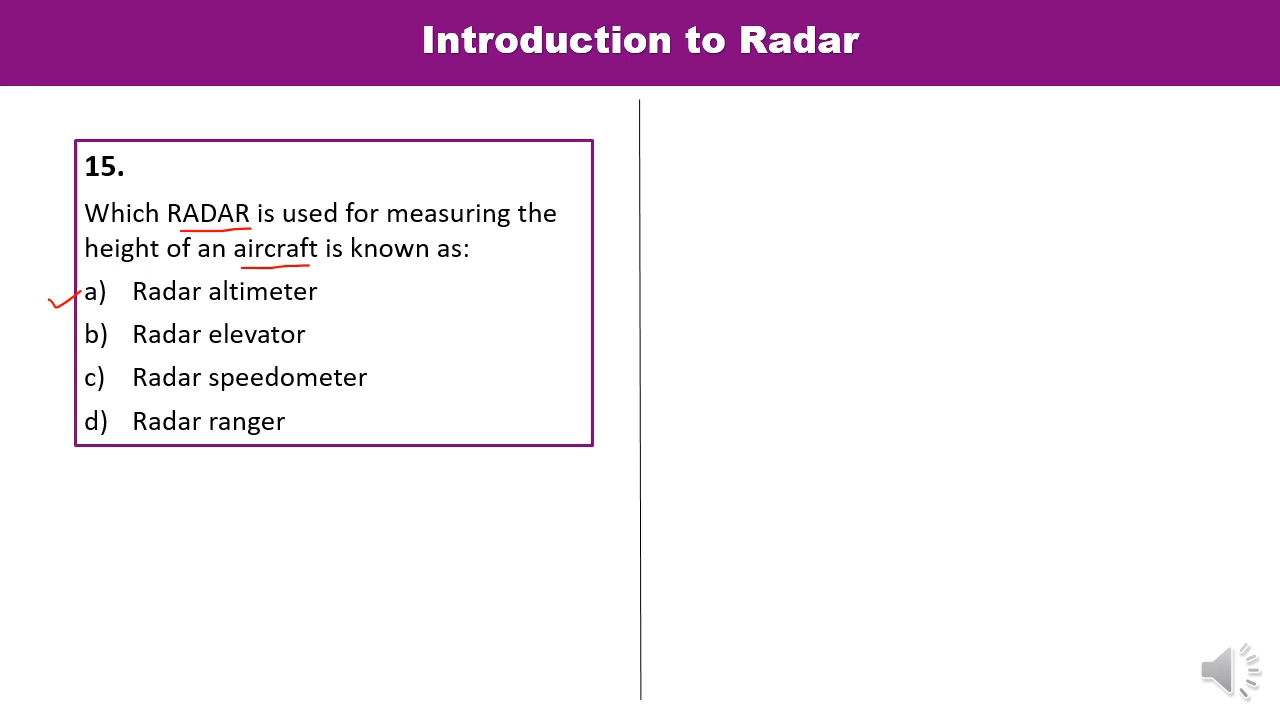 Introduction to Radar
15.
Which RADAR is used for measuring the
height of an aircraft is known as:
a) Radar altimeter
b) Radar elevator
c) Radar speedometer
d) Radar ranger